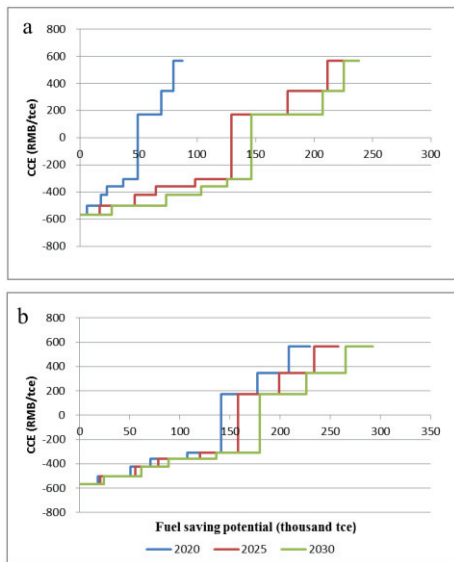 a
800
600
400
200
0
-200
-400
-600
-800
CCE (RMB/tce)
0 50 100 150 200 250 300
b
800
600
400
200
0
-200
-400
-600
-800
CCE (RMB/tce)
0 50 100 150 200 250 300 350
Fuel saving potential (thousand tce)
2020 2025 2030